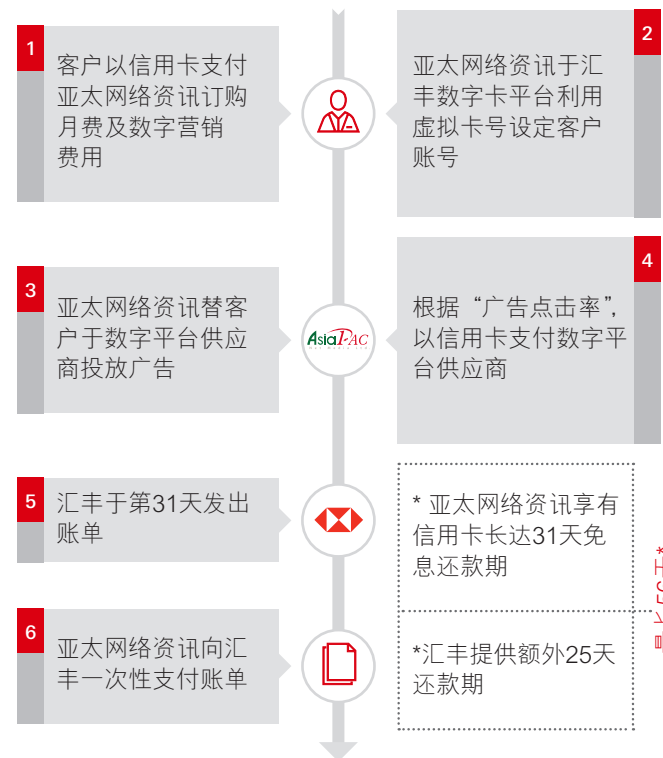 1
客户以信用卡支付
亚太网络资讯订购
月费及数字营销
费用
2
亚太网络资讯于汇
丰数字卡平台利用
虚拟卡号设定客户
账号
3
亚太网络资讯替客
户于数字平台供应
商投放广告
AsiaPAC
4
根据“广告点击率”，
以信用卡支付数字平
台供应商
5
汇丰于第31天发出
账单
* 亚太网络资讯享有
信用卡长达31天免
息还款期
6
亚太网络资讯向汇
丰一次性支付账单
*汇丰提供额外25天
还款期